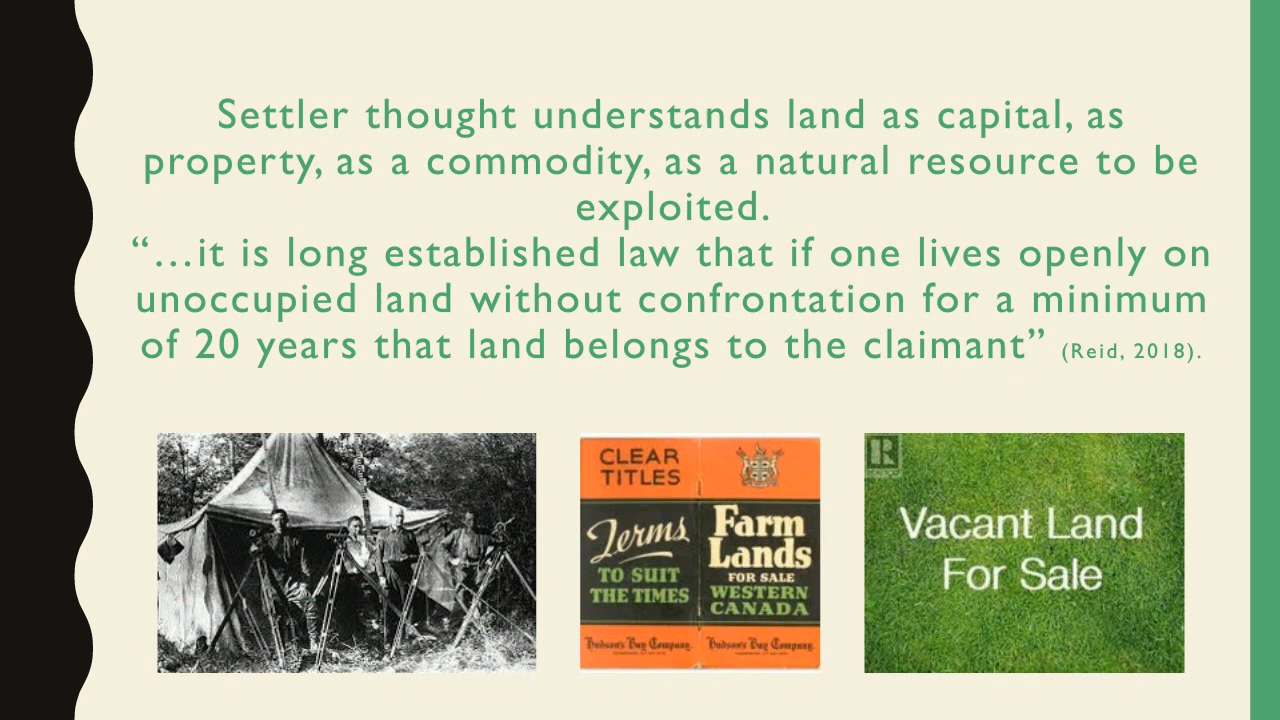 Settler thought understands land as capital, as
property, as a commodity, as a natural resource to be
exploited.
“…it is long established law that if one lives openly on
unoccupied land without confrontation for a minimum
of 20 years that land belongs to the claimant” (Reid, 2018).
CLEAR
TITLES
Terms
TO SUIT
THE TIMES
Hudson's Bay Company.
Farm
Lands
FOR SALE
WESTERN
CANADA
Hudson's Bay Company.
R
Vacant Land
For Sale